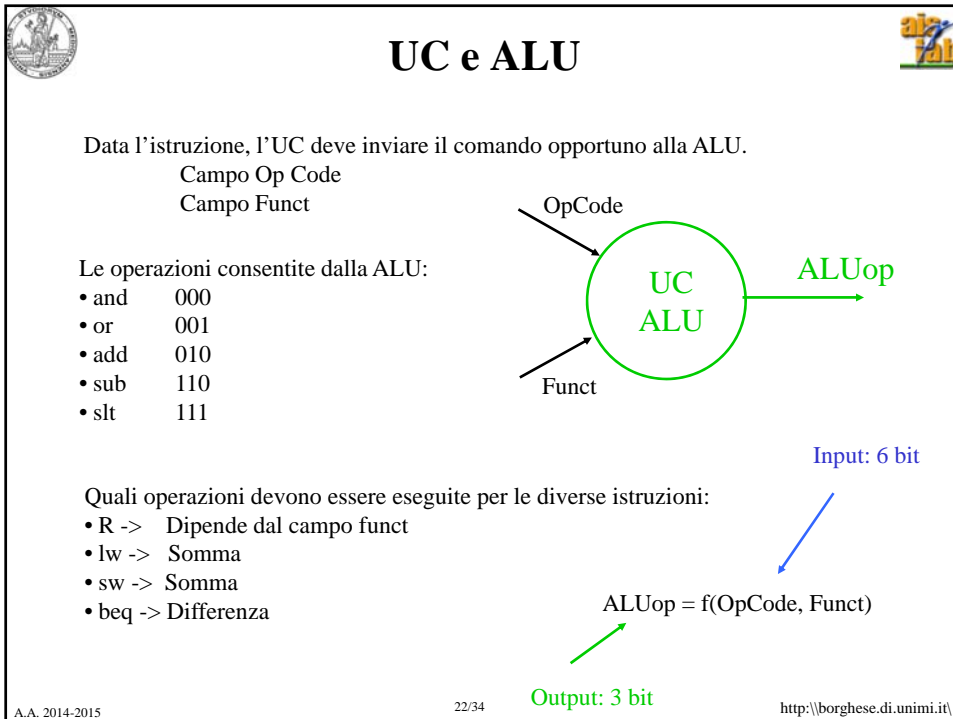 UC e ALU
Data l'istruzione, l'UC deve inviare il comando opportuno alla ALU.
Campo Op Code
Campo Funct
OpCode
Le operazioni consentite dalla ALU:
• and 000
• or 001
• add 010
• sub 110
• slt 111
UC
ALU
ALUop
Funct
Input: 6 bit
Quali operazioni devono essere eseguite per le diverse istruzioni:
• R -> Dipende dal campo funct
• lw -> Somma
• sw -> Somma
• beq -> Differenza
ALUop = f(OpCode, Funct)
Output: 3 bit
A.A. 2014-2015
22/34
http:\\borghese.di.unimi.it\